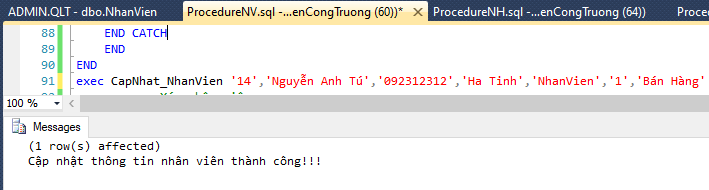 ADMIN.QLT - dbo.NhanVien
ProcedureNV.sql -...enCongTruong (60))*
ProcedureNH.sql -...enCongTruong (64))
Proced
88 END CATCH
89 END
90 END
91 exec CapNhat_NhanVien '14','Nguyễn Anh Tú','092312312','Ha Tinh','NhanVien','1','Bán Hàng'
100 %
Messages
(1 row(s) affected)
Cập nhật thông tin nhân viên thành công!!!